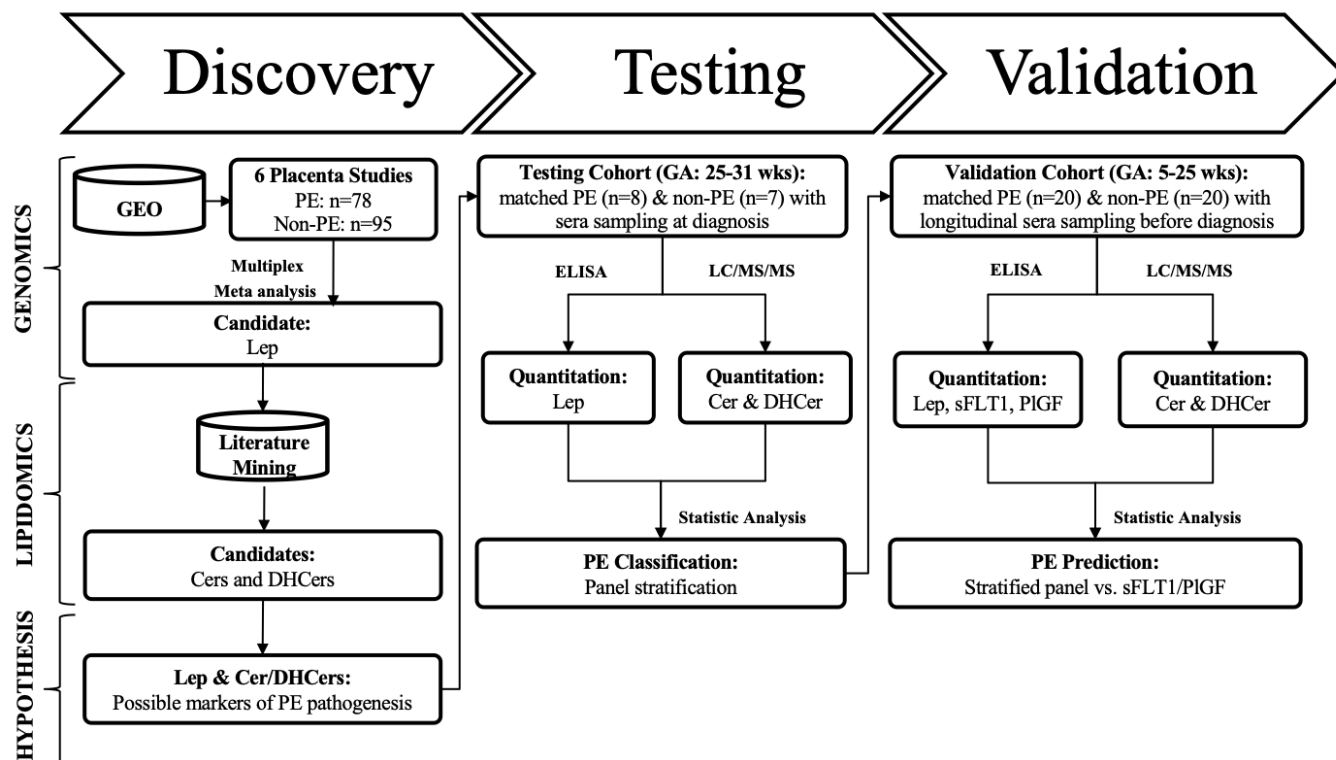 Discovery
Testing
Validation
GENOMICS
LIPIDOMICS
HYPOTHESIS
GEO
6 Placenta Studies
PE: n=78
Non-PE: n=95
Multiplex
Meta analysis
Candidate:
Lep
Literature
Mining
Candidates:
Cers and DHCers
Lep & Cer/DHCers:
Possible markers of PE pathogenesis
Testing Cohort (GA: 25-31 wks):
matched PE (n=8) & non-PE (n=7) with
sera sampling at diagnosis
ELISA
LC/MS/MS
Quantitation:
Lep
Quantitation:
Cer & DHCer
Statistic Analysis
PE Classification:
Panel stratification
Validation Cohort (GA: 5-25 wks):
matched PE (n=20) & non-PE (n=20) with
longitudinal sera sampling before diagnosis
ELISA
LC/MS/MS
Quantitation:
Lep, sFLT1, PlGF
Quantitation:
Cer & DHCer
Statistic Analysis
PE Prediction:
Stratified panel vs. sFLT1/PlGF